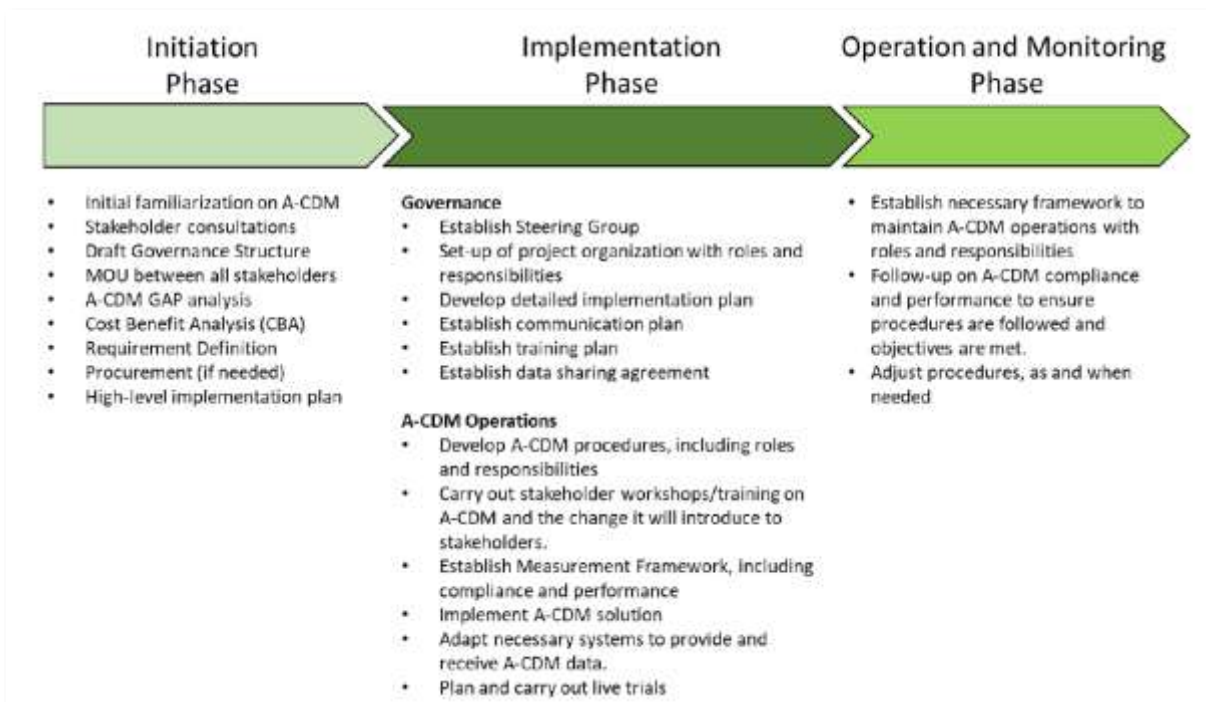 Initiation
Phase
Implementation
Phase
Operation and Monitoring
Phase
• Initial familiarization on A-CDM
• Stakeholder consultations
• Draft Governance Structure
• MOU between all stakeholders
• A-CDM GAP analysis
• Cost Benefit Analysis (CBA)
• Requirement Definition
• Procurement (if needed)
• High-level implementation plan
Governance
• Establish Steering Group
• Set-up of project organization with roles and
responsibilities
• Develop detailed implementation plan
• Establish communication plan
• Establish training plan
• Establish data sharing agreement
A-CDM Operations
• Develop A-CDM procedures, including roles
and responsibilities
• Carry out stakeholder workshops/training on
A-CDM and the change it will introduce to
stakeholders.
• Establish Measurement Framework, including
compliance and performance
• Implement A-CDM solution
• Adapt necessary systems to provide and
receive A-CDM data.
• Plan and carry out live trials
• Establish necessary framework to
maintain A-CDM operations with
roles and responsibilities
• Follow-up on A-CDM compliance
and performance to ensure
procedures are followed and
objectives are met.
• Adjust procedures, as and when
needed